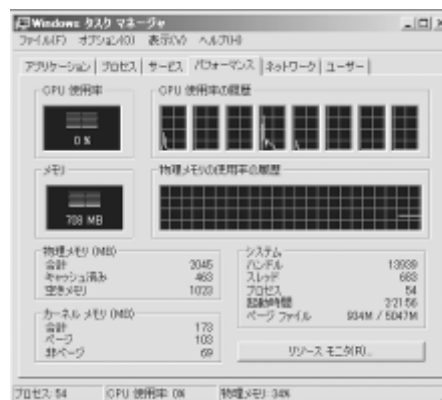 Windows タスク マネージャ
ファイル(F) オプション(O) 表示(V) ヘルプ(H)
アプリケーション プロセス サービス パフォーマンス ネットワーク ユーザー
CPU 使用率
CPU 使用率の履歴
0 %
メモリ
物理メモリの使用率の履歴
708 MB
物理メモリ (MB)
合計 2045
キャッシュ済み 463
空きメモリ 1023
カーネル メモリ (MB)
合計 173
ページ 103
非ページ 69
システム
ハンドル 13939
スレッド 683
プロセス 54
起動時間 2:21:56
ページ ファイル 934M / 5047M
リソース モニタ(R)...
プロセス: 54 CPU 使用率: 0% 物理メモリ: 34%